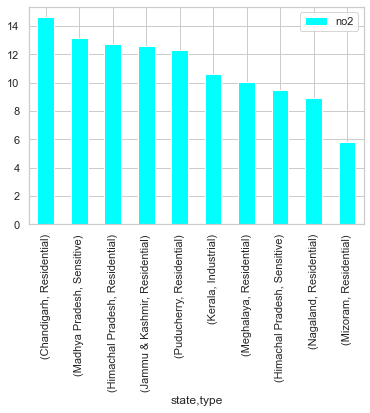 no2
14
12
10
8
6
4
2
0
(Chandigarh, Residential)
(Madhya Pradesh, Sensitive)
(Himachal Pradesh, Residential)
(Jammu & Kashmir, Residential)
(Puducherry, Residential)
(Kerala, Industrial)
(Meghalaya, Residential)
(Himachal Pradesh, Sensitive)
(Nagaland, Residential)
(Mizoram, Residential)
state,type